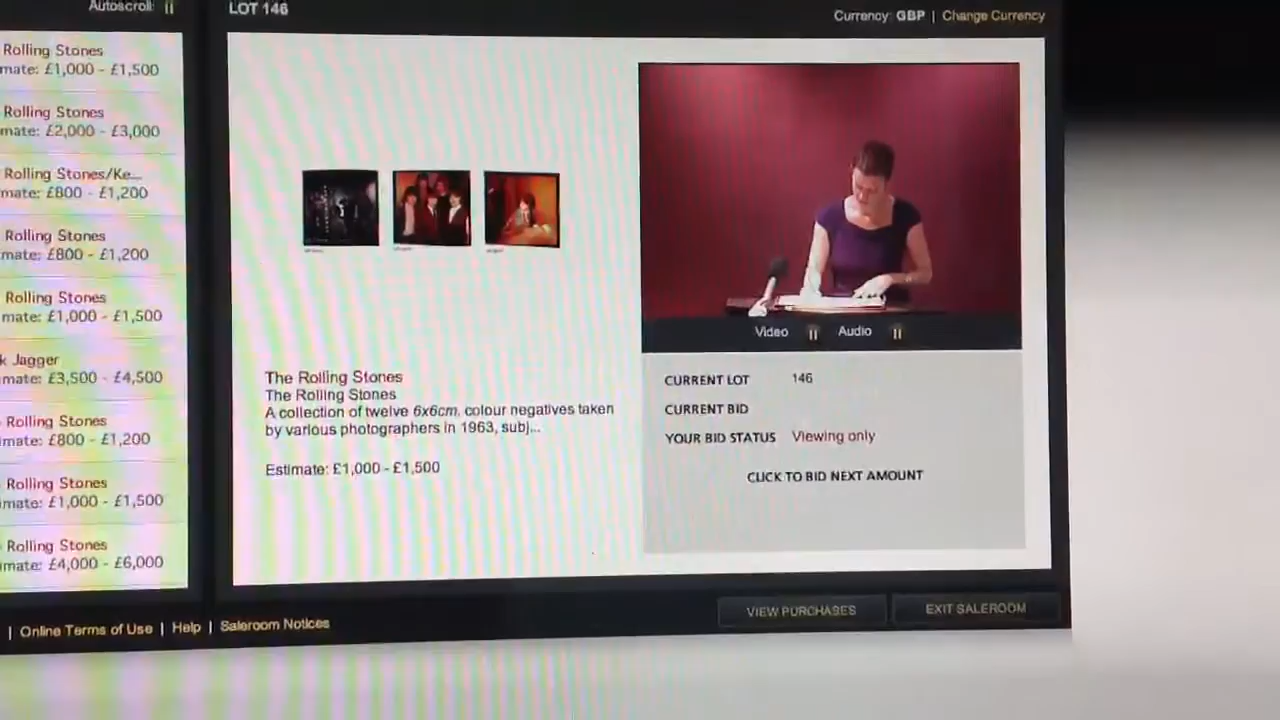 Autoscroll:
LOT 146
Currency: GBP | Change Currency
Rolling Stones
mate: £1,000 - £1,500
Rolling Stones
mate: £2,000 - £3,000
Rolling Stones/Ke...
mate: £800 - £1,200
Rolling Stones
mate: £800 - £1,200
Rolling Stones
mate: £1,000 - £1,500
k Jagger
mate: £3,500 - £4,500
Rolling Stones
mate: £800 - £1,200
Rolling Stones
imate: £1,000 - £1,500
Rolling Stones
imate: £4,000 - £6,000
The Rolling Stones
The Rolling Stones
A collection of twelve 6x6cm. colour negatives taken
by various photographers in 1963, subj...
Estimate: £1,000 - £1,500
Video Audio
CURRENT LOT 146
CURRENT BID
YOUR BID STATUS Viewing only
CLICK TO BID NEXT AMOUNT
VIEW PURCHASES EXIT SALEROOM
| Online Terms of Use | Help | Saleroom Notices